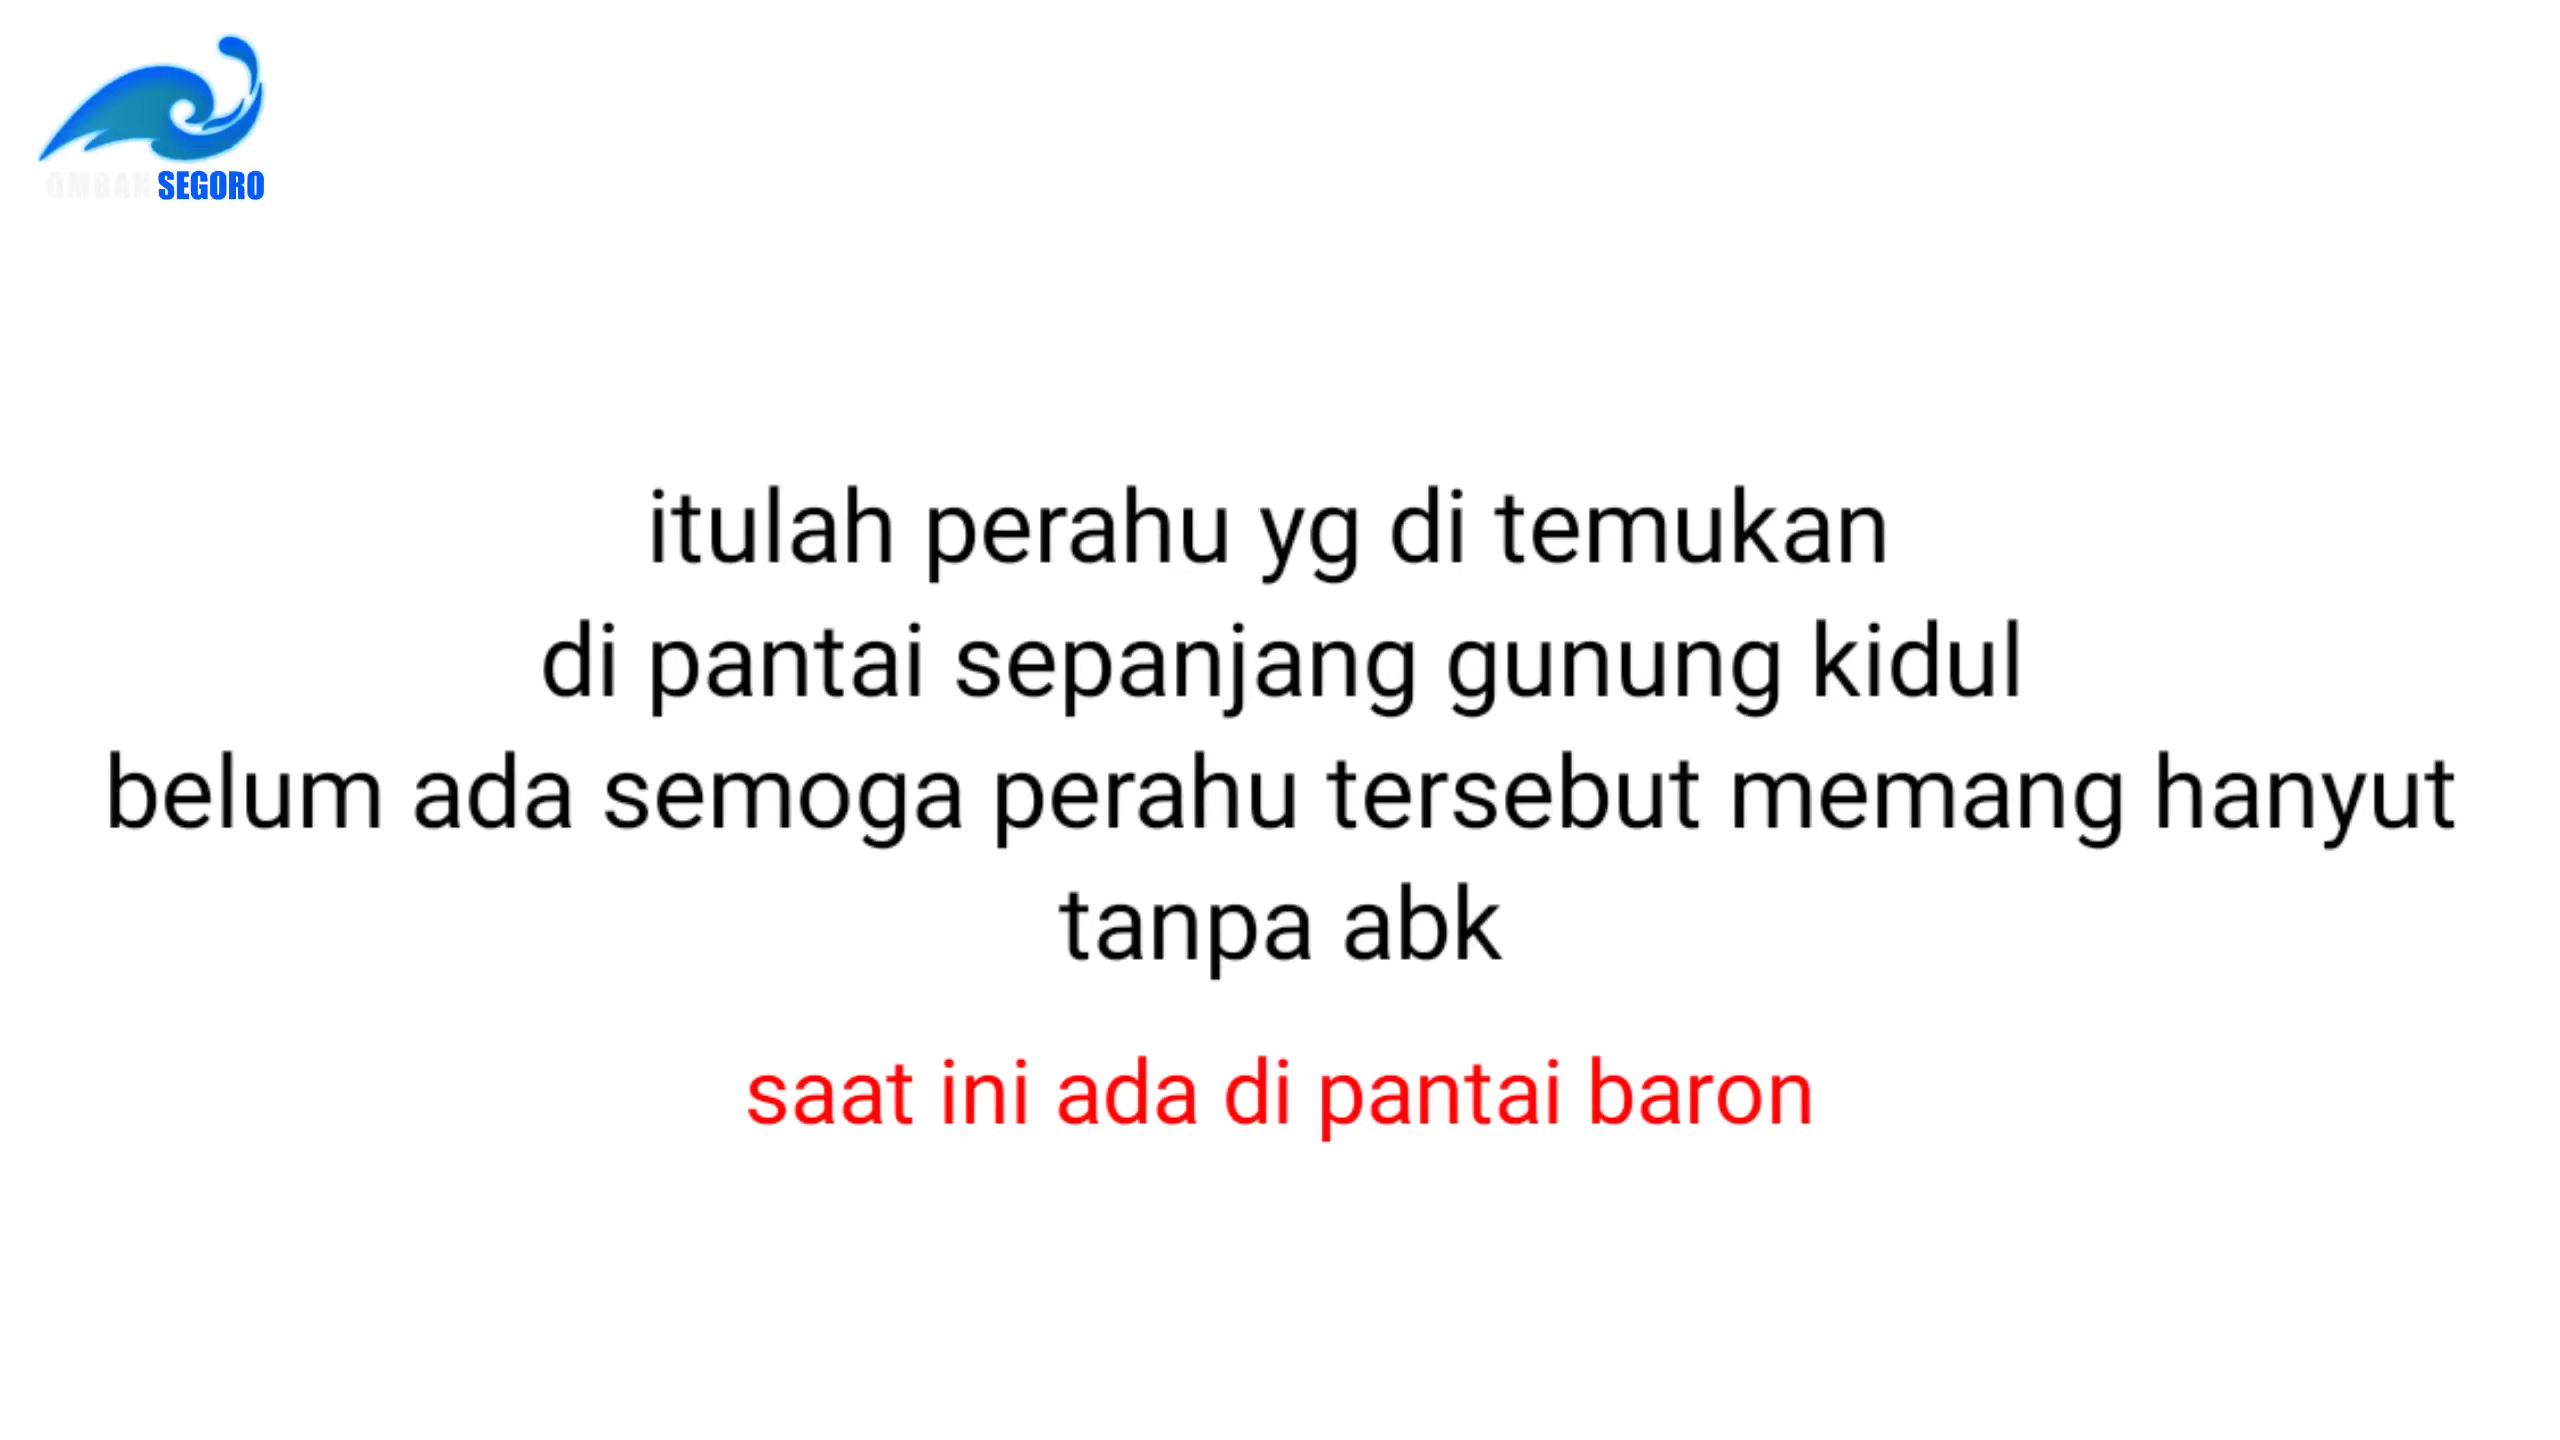 OMBAK SEGORO
itulah perahu yg di temukan
di pantai sepanjang gunung kidul
belum ada semoga perahu tersebut memang hanyut
tanpa abk
saat ini ada di pantai baron